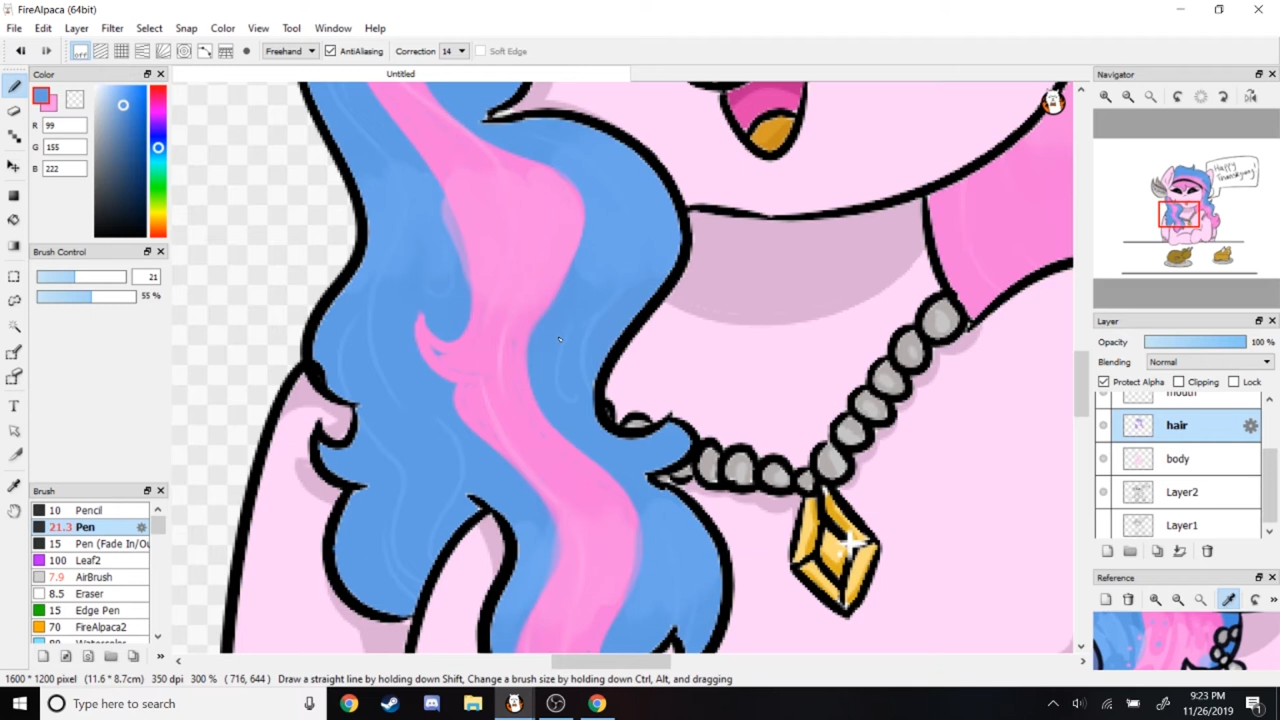 FireAlpaca (64bit)
File Edit Layer Filter Select Snap Color View Tool Window Help
off Freehand AntiAliasing Correction 14 Soft Edge
Untitled
Color
R 99
G 155
B 222
Brush Control
21
55 %
Brush
10 Pencil
21.3 Pen
15 Pen (Fade In/Ou
100 Leaf2
7.9 AirBrush
8.5 Eraser
15 Edge Pen
70 FireAlpaca2
Navigator
Happy
Thanksgiving!
Layer
Opacity 100 %
Blending Normal
Protect Alpha Clipping Lock
mouth
hair
body
Layer2
Layer1
Reference
1600 * 1200 pixel (11.6 * 8.7cm) 350 dpi 300 % ( 716, 644 ) Draw a straight line by holding down Shift, Change a brush size by holding down Ctrl, Alt, and dragging
Type here to search
9:23 PM
11/26/2019
1